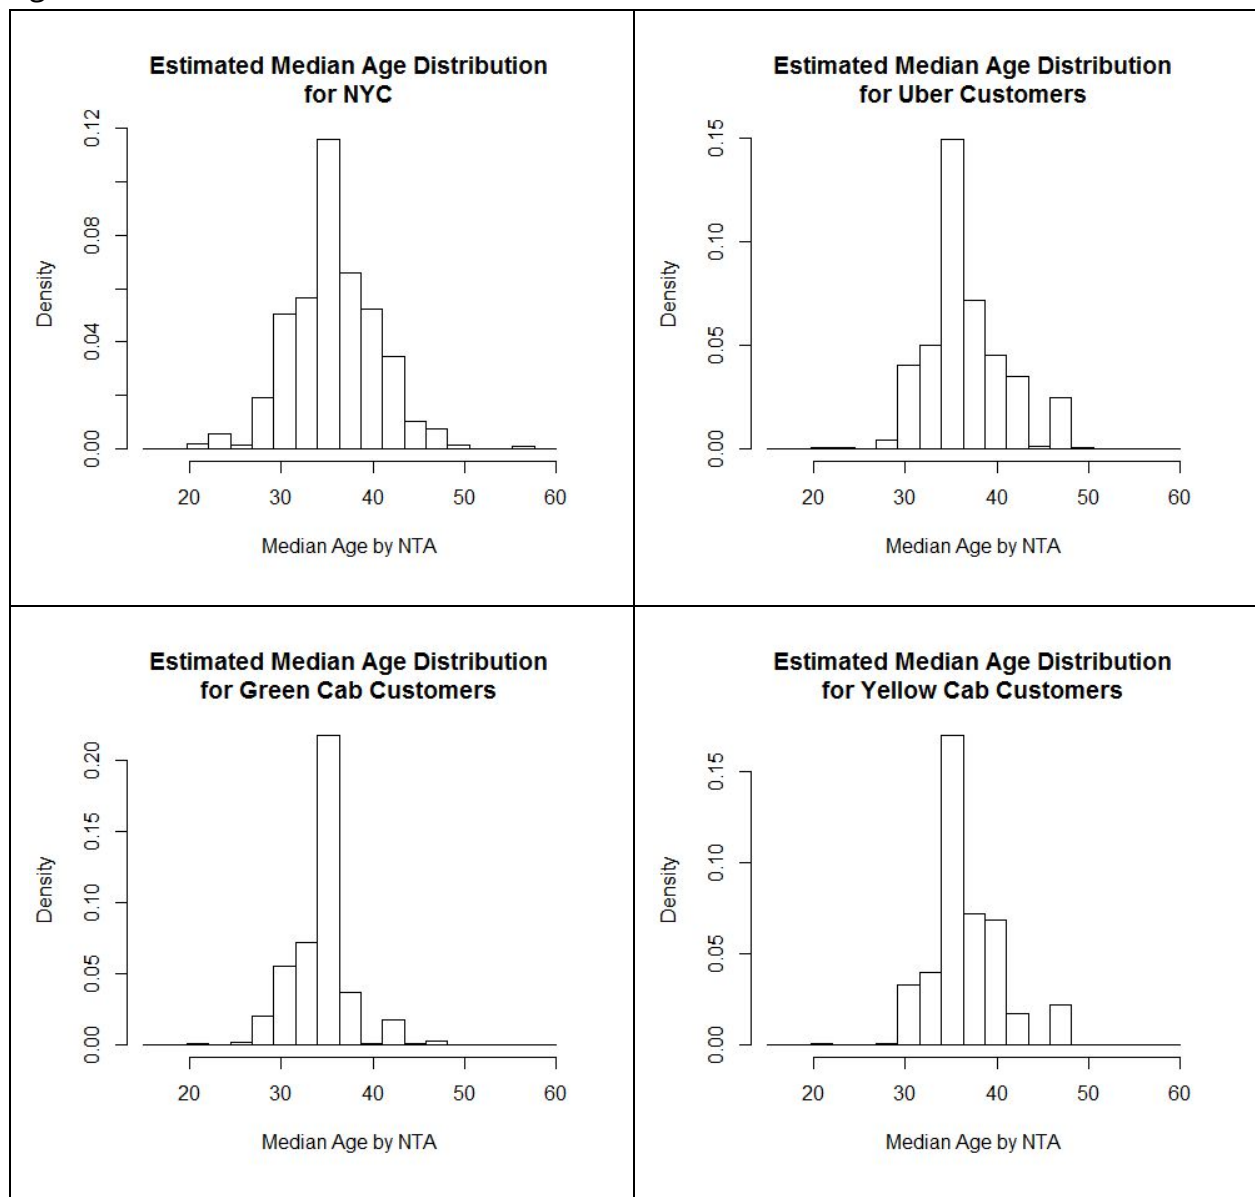 Estimated Median Age Distribution
for NYC
0.12
0.08
0.04
0.00
Density
20 30 40 50 60
Median Age by NTA
Estimated Median Age Distribution
for Uber Customers
0.15
0.10
0.05
0.00
Density
20 30 40 50 60
Median Age by NTA
Estimated Median Age Distribution
for Green Cab Customers
0.20
0.15
0.10
0.05
0.00
Density
20 30 40 50 60
Median Age by NTA
Estimated Median Age Distribution
for Yellow Cab Customers
0.15
0.10
0.05
0.00
Density
20 30 40 50 60
Median Age by NTA